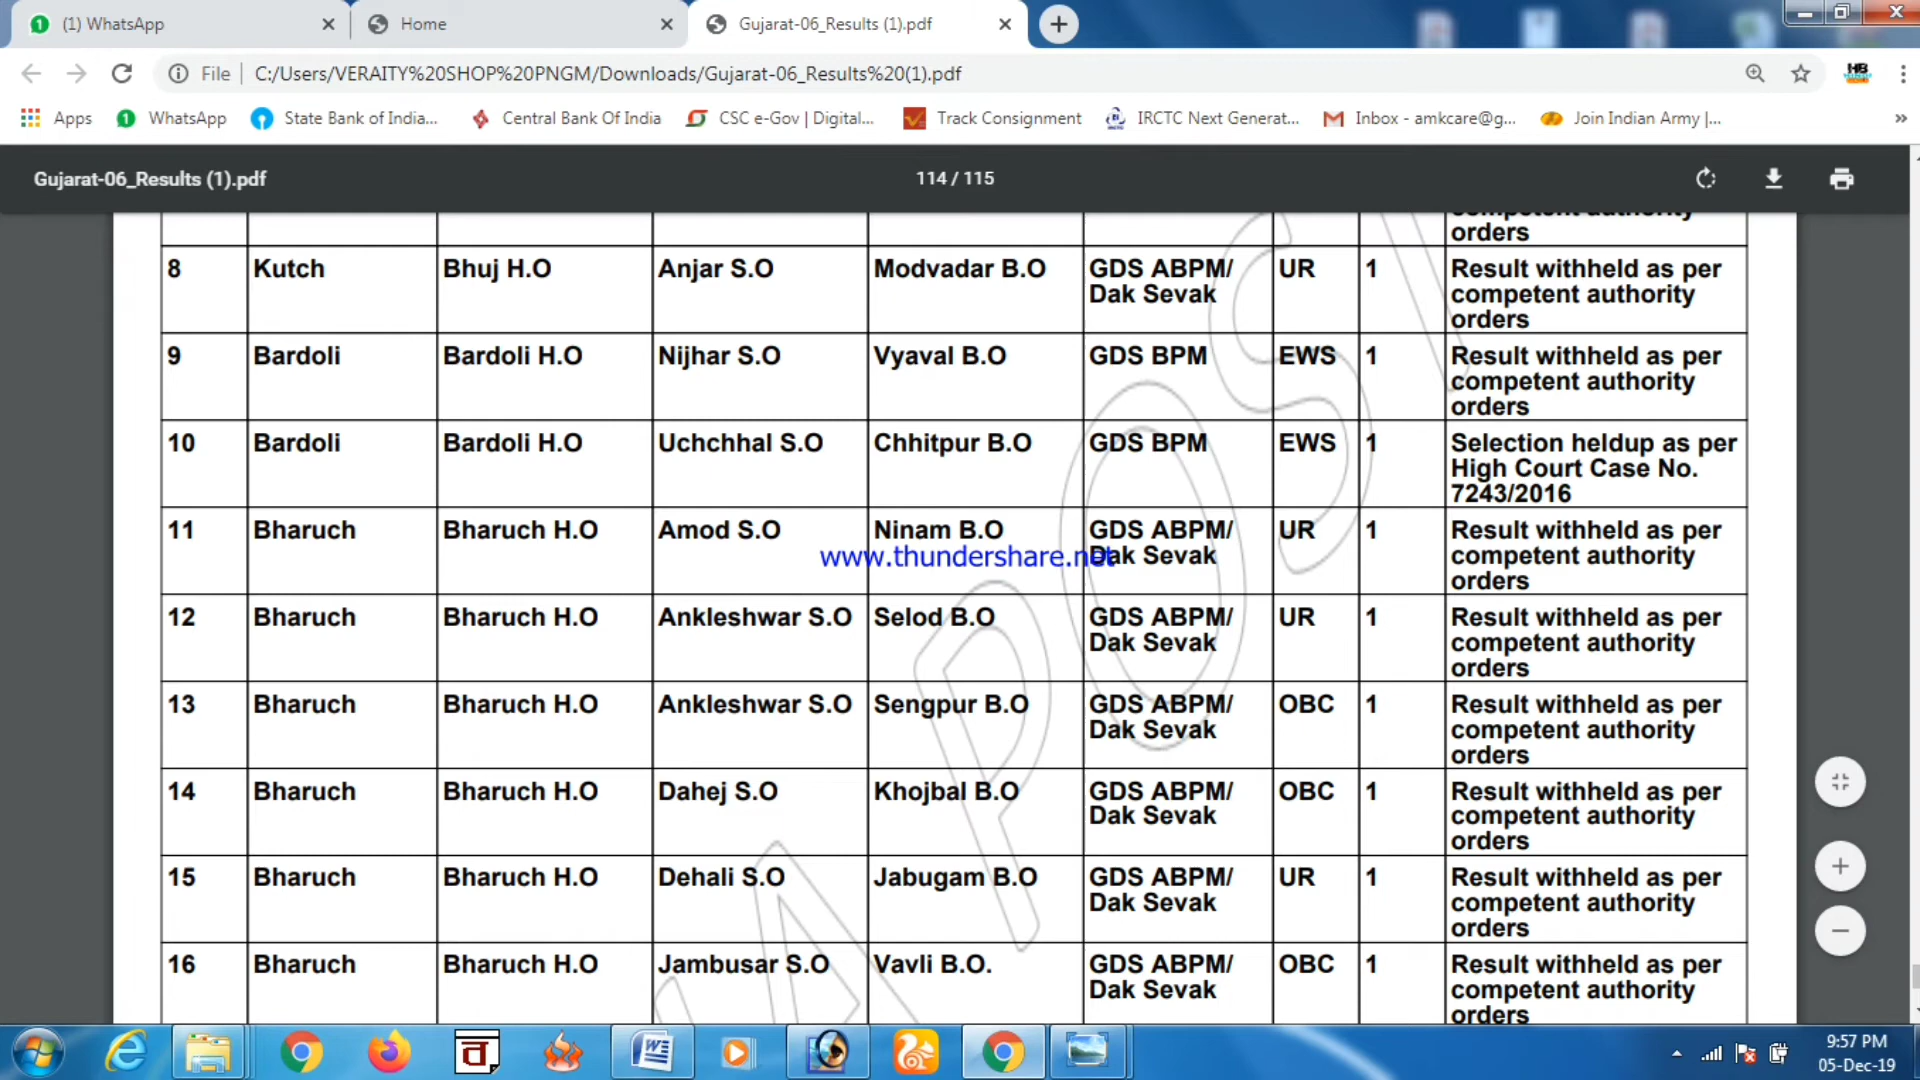 (1) WhatsApp
Home
Gujarat-06_Results (1).pdf
File C:/Users/VERAITY%20SHOP%20PNGM/Downloads/Gujarat-06_Results%20(1).pdf
HB
Apps WhatsApp State Bank of India... Central Bank Of India CSC e-Gov | Digital... Track Consignment IRCTC Next Generat... Inbox - amkcare@g... Join Indian Army |... »
Gujarat-06_Results (1).pdf 114 / 115
competent authority
orders
8 Kutch Bhuj H.O Anjar S.O Modvadar B.O GDS ABPM/ UR 1 Result withheld as per
Dak Sevak competent authority
orders
9 Bardoli Bardoli H.O Nijhar S.O Vyaval B.O GDS BPM EWS 1 Result withheld as per
competent authority
orders
10 Bardoli Bardoli H.O Uchchhal S.O Chhitpur B.O GDS BPM EWS 1 Selection heldup as per
High Court Case No.
7243/2016
11 Bharuch Bharuch H.O Amod S.O Ninam B.O GDS ABPM/ UR 1 Result withheld as per
www.thundershare.net Dak Sevak competent authority
orders
12 Bharuch Bharuch H.O Ankleshwar S.O Selod B.O GDS ABPM/ UR 1 Result withheld as per
Dak Sevak competent authority
orders
13 Bharuch Bharuch H.O Ankleshwar S.O Sengpur B.O GDS ABPM/ OBC 1 Result withheld as per
Dak Sevak competent authority
orders
14 Bharuch Bharuch H.O Dahej S.O Khojbal B.O GDS ABPM/ OBC 1 Result withheld as per
Dak Sevak competent authority
orders
15 Bharuch Bharuch H.O Dehali S.O Jabugam B.O GDS ABPM/ UR 1 Result withheld as per
Dak Sevak competent authority
orders
16 Bharuch Bharuch H.O Jambusar S.O Vavli B.O. GDS ABPM/ OBC 1 Result withheld as per
Dak Sevak competent authority
orders
A POSI
9:57 PM
05-Dec-19